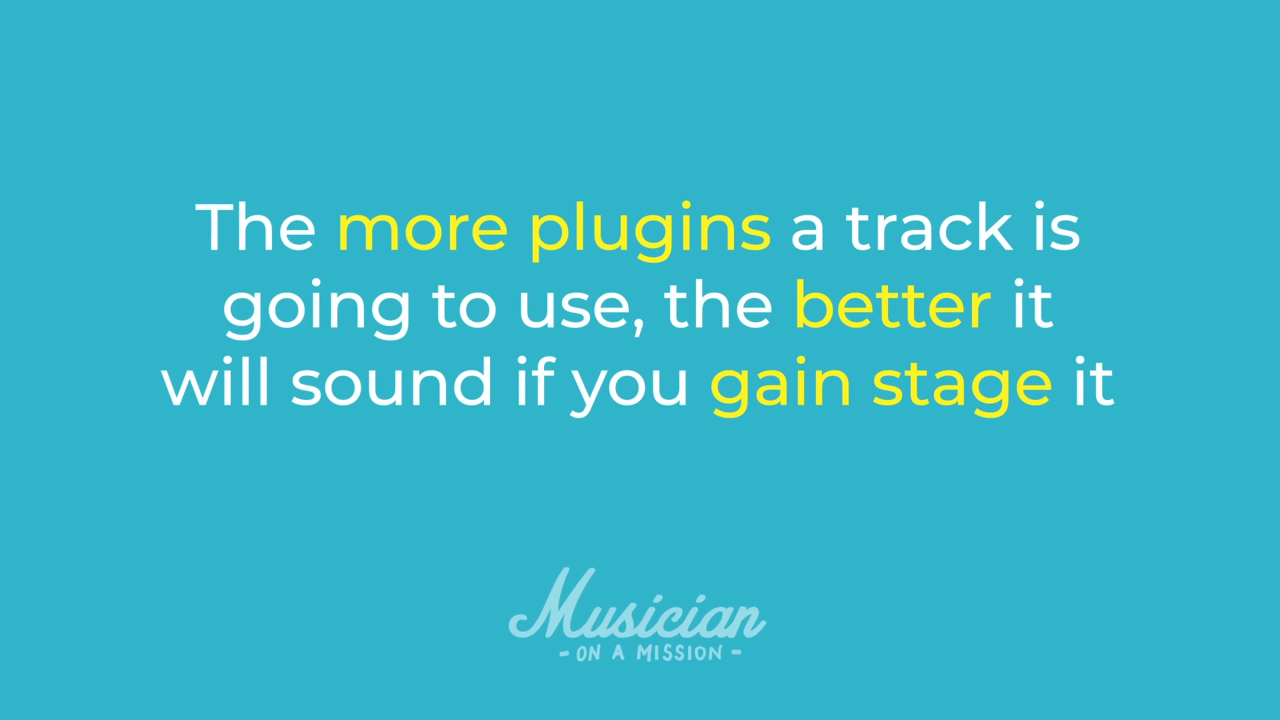 The more plugins a track is
going to use, the better it
will sound if you gain stage it
Musician
- ON A MISSION -